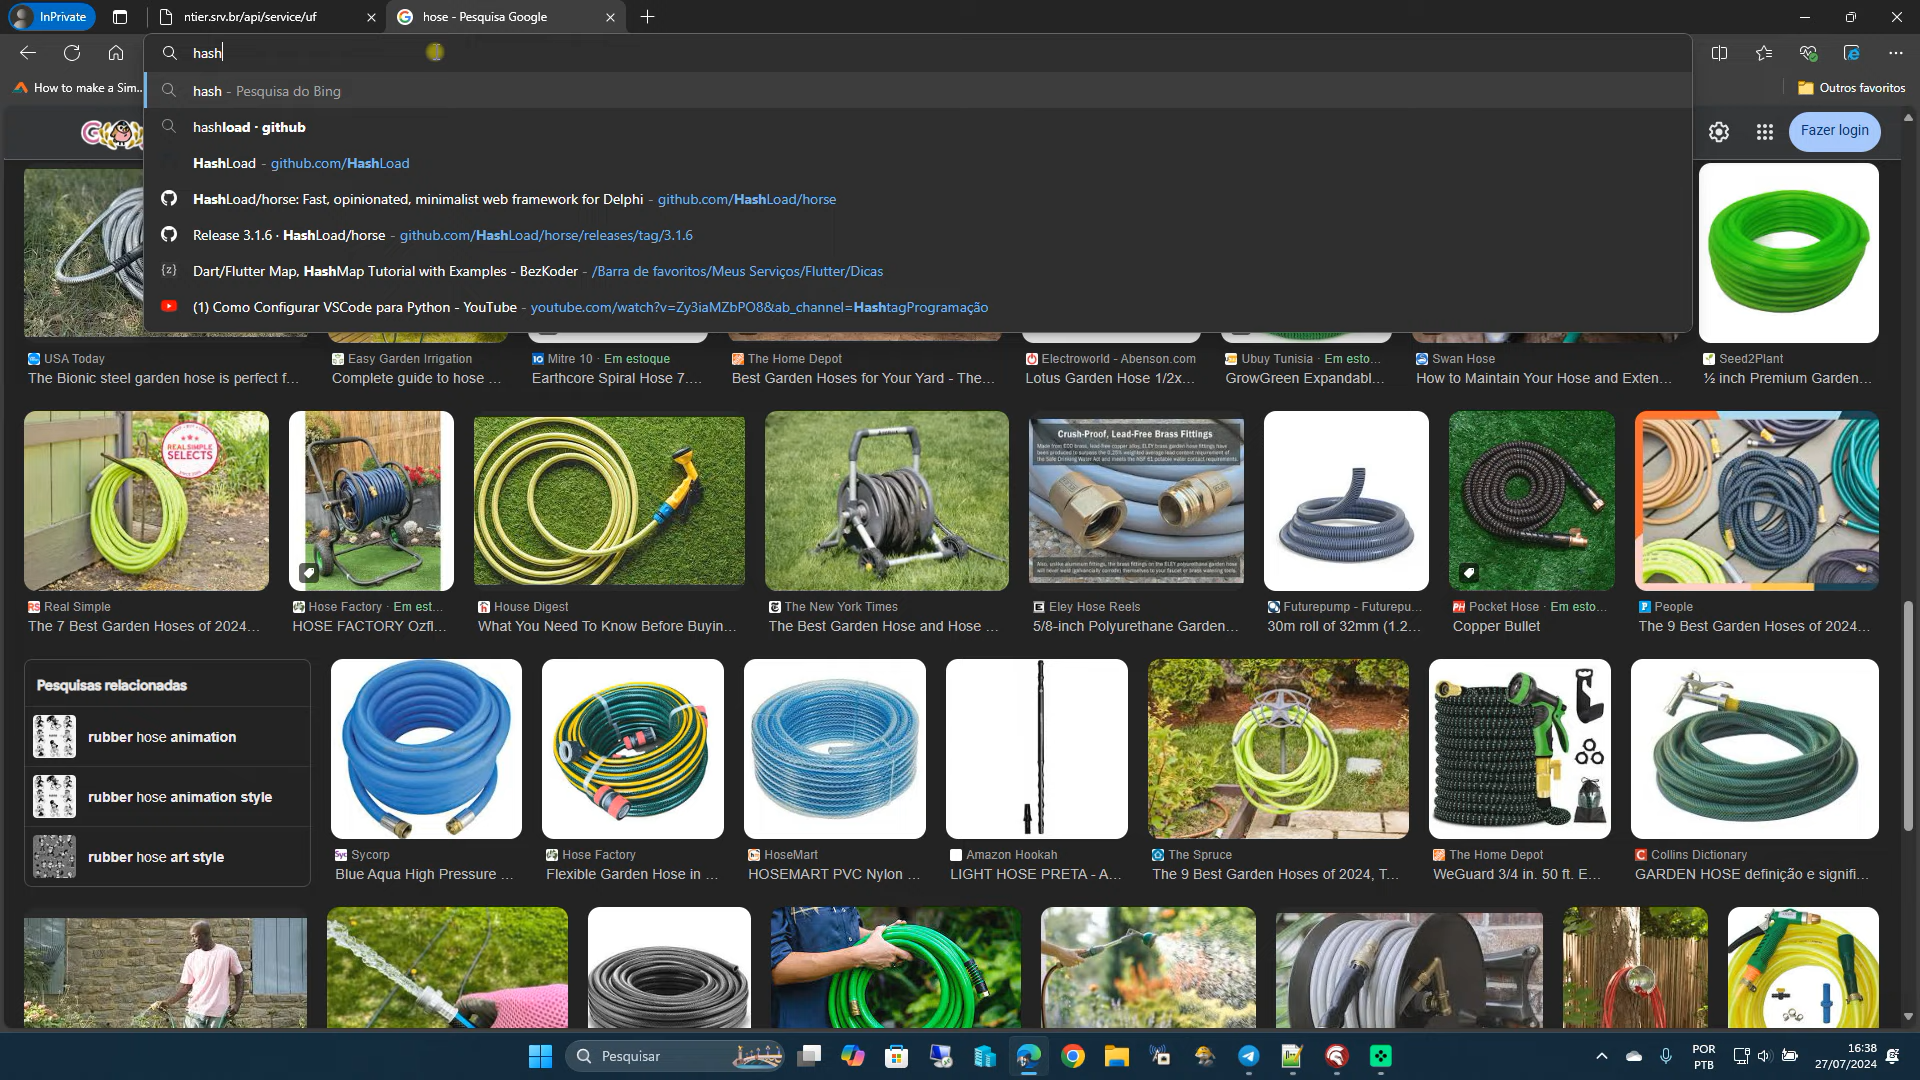 InPrivate
ntier.srv.br/api/service/uf
hose - Pesquisa Google
hash
How to make a Sim...
Outros favoritos
hash - Pesquisa do Bing
hashload · github
HashLoad - github.com/HashLoad
HashLoad/horse: Fast, opinionated, minimalist web framework for Delphi - github.com/HashLoad/horse
Release 3.1.6 · HashLoad/horse - github.com/HashLoad/horse/releases/tag/3.1.6
Dart/Flutter Map, HashMap Tutorial with Examples - BezKoder - /Barra de favoritos/Meus Serviços/Flutter/Dicas
(1) Como Configurar VSCode para Python - YouTube - youtube.com/watch?v=Zy3iaMZbPO8&ab_channel=HashtagProgramação
Fazer login
USA Today
The Bionic steel garden hose is perfect f...
Easy Garden Irrigation
Complete guide to hose ...
Mitre 10 · Em estoque
Earthcore Spiral Hose 7....
The Home Depot
Best Garden Hoses for Your Yard - The...
Electroworld - Abenson.com
Lotus Garden Hose 1/2x...
Ubuy Tunisia · Em esto...
GrowGreen Expandabl...
Swan Hose
How to Maintain Your Hose and Exten...
Seed2Plant
½ inch Premium Garden...
REALSIMPLE
SELECTS
Crush-Proof, Lead-Free Brass Fittings
Real Simple
The 7 Best Garden Hoses of 2024...
Hose Factory · Em est...
HOSE FACTORY Ozfl...
House Digest
What You Need To Know Before Buyin...
The New York Times
The Best Garden Hose and Hose ...
Eley Hose Reels
5/8-inch Polyurethane Garden...
Futurepump - Futurepu...
30m roll of 32mm (1.2...
Pocket Hose · Em esto...
Copper Bullet
People
The 9 Best Garden Hoses of 2024...
Pesquisas relacionadas
rubber hose animation
rubber hose animation style
rubber hose art style
Sycorp
Blue Aqua High Pressure ...
Hose Factory
Flexible Garden Hose in ...
HoseMart
HOSEMART PVC Nylon ...
Amazon Hookah
LIGHT HOSE PRETA - A...
The Spruce
The 9 Best Garden Hoses of 2024, T...
The Home Depot
WeGuard 3/4 in. 50 ft. E...
Collins Dictionary
GARDEN HOSE definição e signifi...
Pesquisar
POR
PTB
16:38
27/07/2024